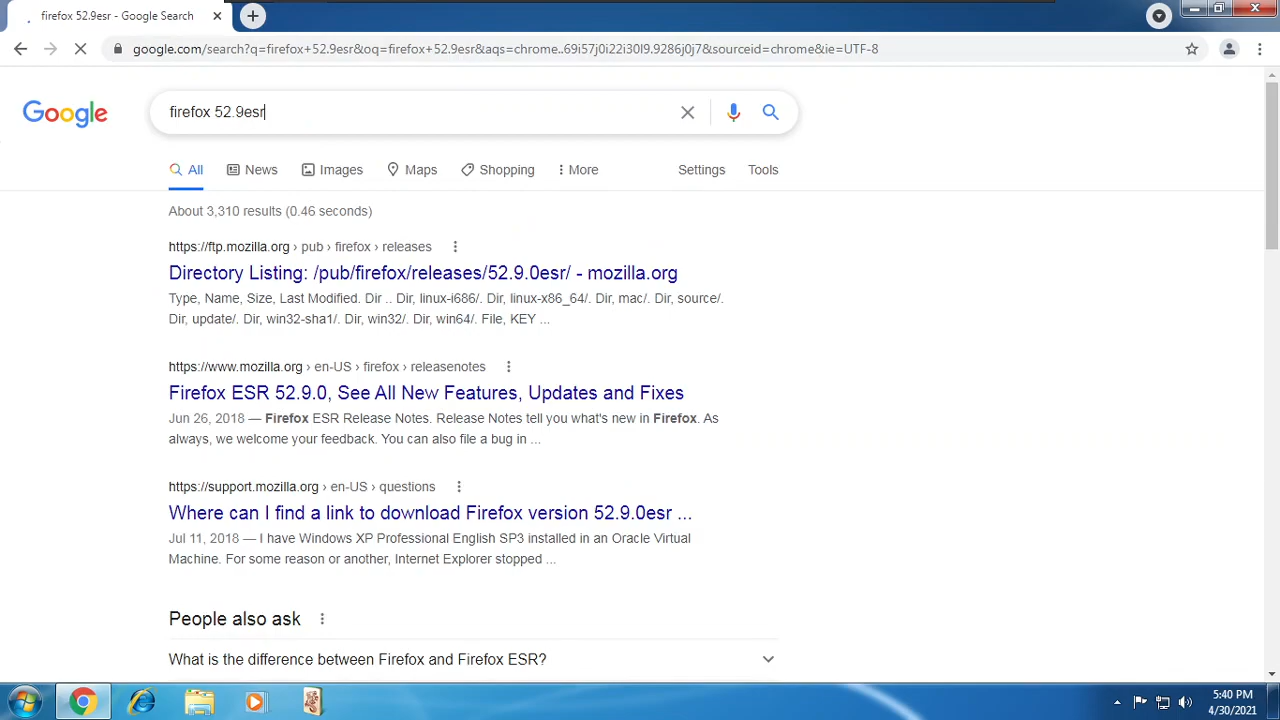 firefox 52.9esr - Google Search
google.com/search?q=firefox+52.9esr&oq=firefox+52.9esr&aqs=chrome..69i57j0i22i30l9.9286j0j7&sourceid=chrome&ie=UTF-8
Google
firefox 52.9esr
All News Images Maps Shopping More Settings Tools
About 3,310 results (0.46 seconds)
https://ftp.mozilla.org › pub › firefox › releases
Directory Listing: /pub/firefox/releases/52.9.0esr/ - mozilla.org
Type, Name, Size, Last Modified. Dir .. Dir, linux-i686/. Dir, linux-x86_64/. Dir, mac/. Dir, source/.
Dir, update/. Dir, win32-sha1/. Dir, win32/. Dir, win64/. File, KEY ...
https://www.mozilla.org › en-US › firefox › releasenotes
Firefox ESR 52.9.0, See All New Features, Updates and Fixes
Jun 26, 2018 — Firefox ESR Release Notes. Release Notes tell you what's new in Firefox. As
always, we welcome your feedback. You can also file a bug in ...
https://support.mozilla.org › en-US › questions
Where can I find a link to download Firefox version 52.9.0esr ...
Jul 11, 2018 — I have Windows XP Professional English SP3 installed in an Oracle Virtual
Machine. For some reason or another, Internet Explorer stopped ...
People also ask
What is the difference between Firefox and Firefox ESR?
5:40 PM
4/30/2021